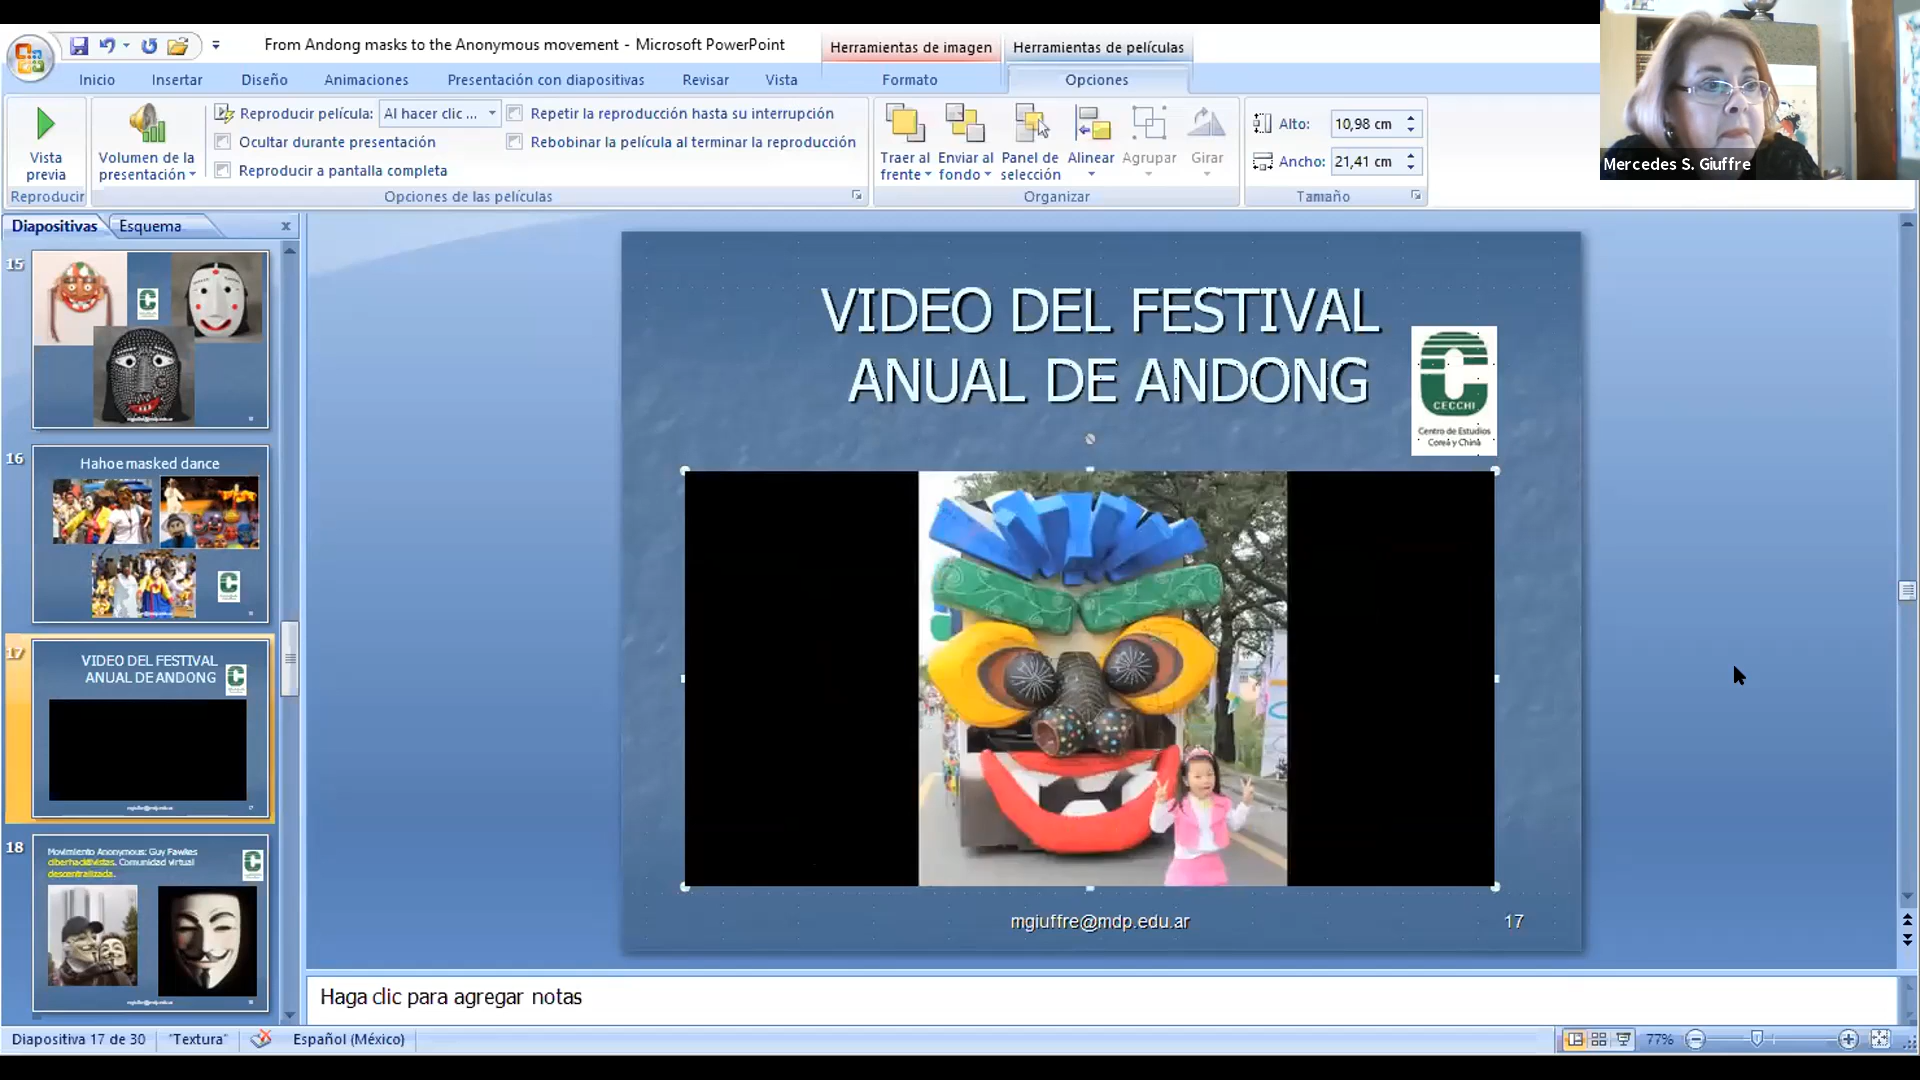 From Andong masks to the Anonymous movement - Microsoft PowerPoint
Herramientas de imagen
Herramientas de películas
Inicio
Insertar
Diseño
Animaciones
Presentación con diapositivas
Revisar
Vista
Formato
Opciones
Vista
previa
Reproducir
Volumen de la
presentación
Reproducir película:
Al hacer clic ...
Ocultar durante presentación
Reproducir a pantalla completa
Repetir la reproducción hasta su interrupción
Rebobinar la película al terminar la reproducción
Opciones de las películas
Traer al
frente
Enviar al
fondo
Panel de
selección
Alinear
Agrupar
Girar
Organizar
Alto:
10,98 cm
Ancho:
21,41 cm
Tamaño
Mercedes S. Giuffre
Diapositivas
Esquema
x
15
16
Hahoe masked dance
17
VIDEO DEL FESTIVAL
ANUAL DE ANDONG
18
Movimiento Anonymous: Guy Fawkes
ciberhacktivistas. Comunidad virtual
descentralizada.
VIDEO DEL FESTIVAL
ANUAL DE ANDONG
CECCHI
Centro de Estudios
Corea y China
mgiuffre@mdp.edu.ar
17
Haga clic para agregar notas
Diapositiva 17 de 30
"Textura"
Español (México)
77%